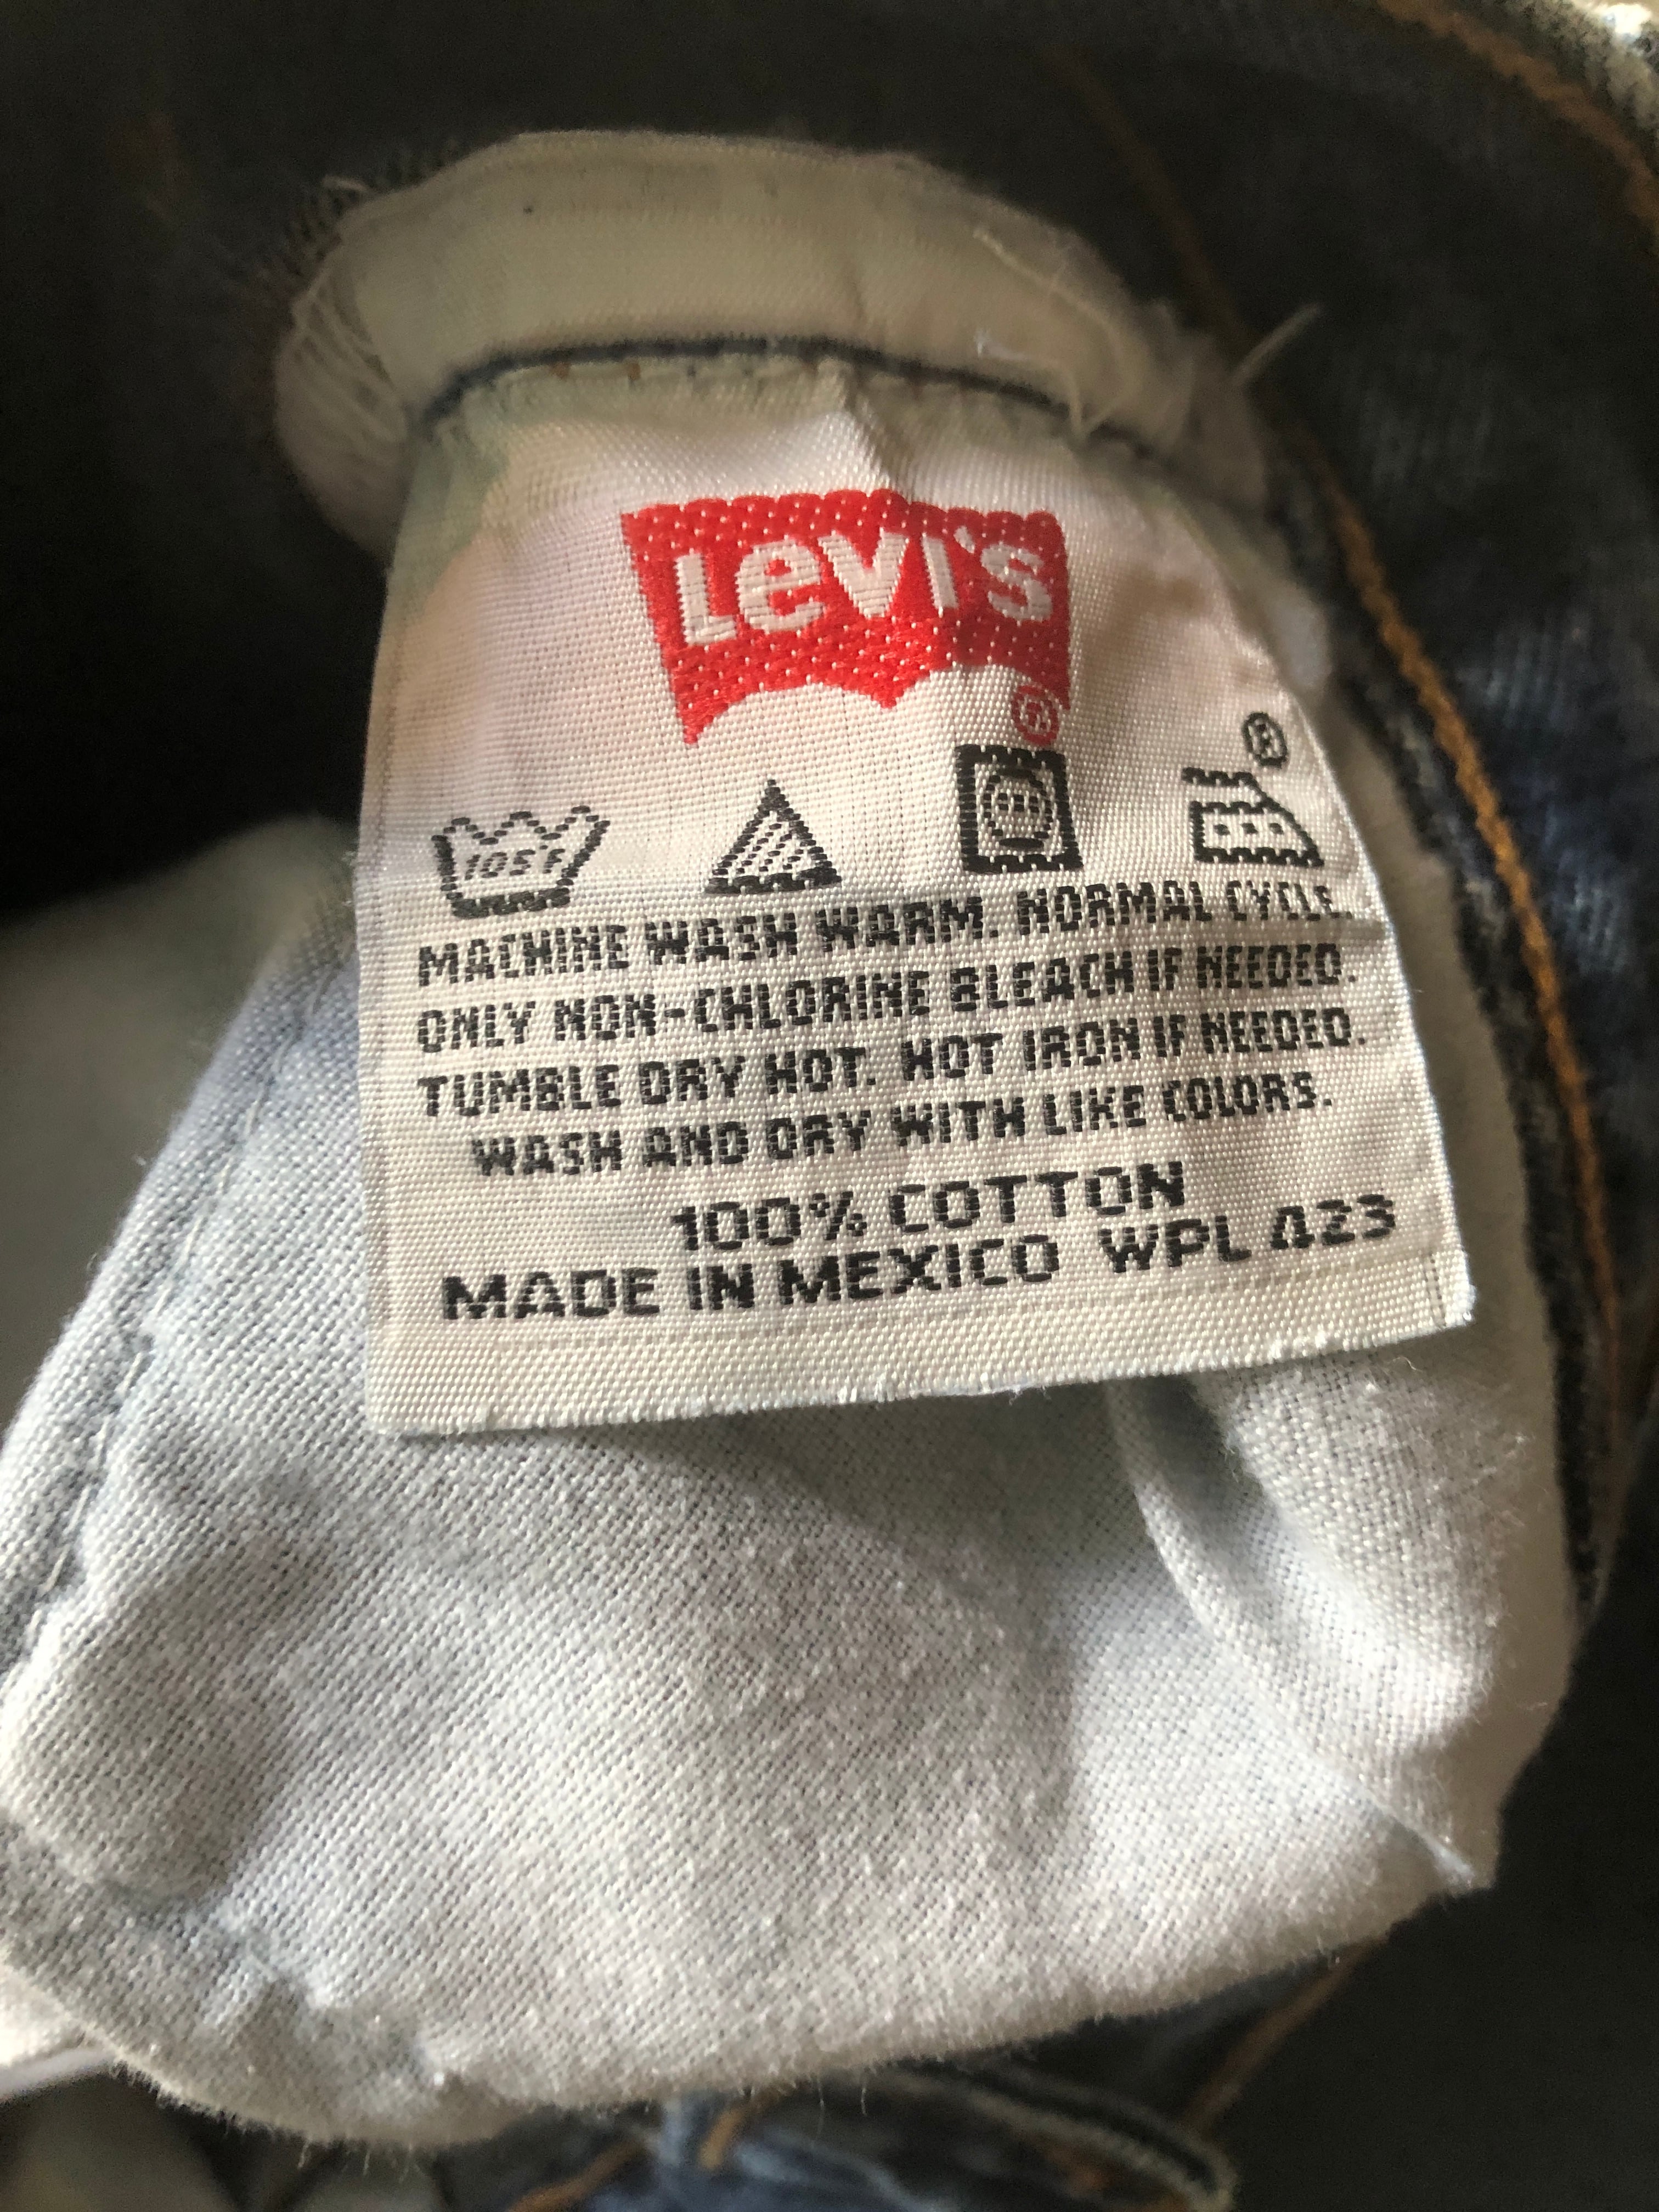 Levi's
®
®
105F
MACHINE WASH WARM. NORMAL CYCLE.
ONLY NON-CHLORINE BLEACH IF NEEDED.
TUMBLE DRY HOT. HOT IRON IF NEEDED.
WASH AND DRY WITH LIKE COLORS.
100% COTTON
MADE IN MEXICO WPL 423